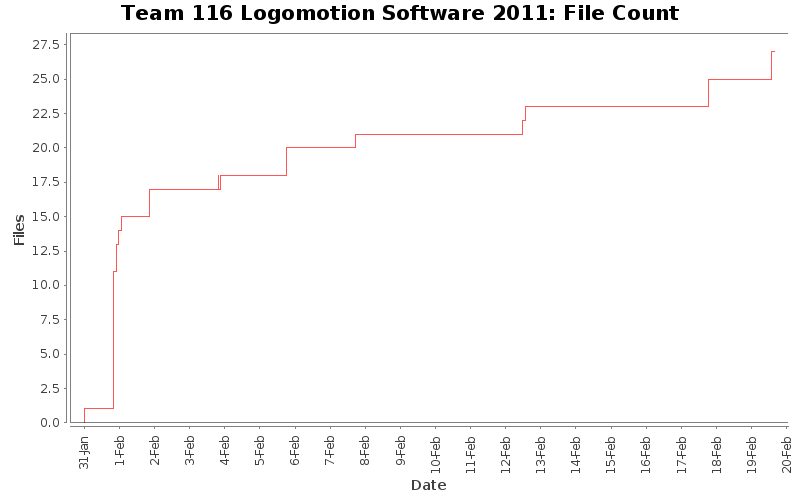 Team 116 Logomotion Software 2011: File Count
27.5
25.0
22.5
20.0
17.5
15.0
12.5
10.0
7.5
5.0
2.5
0.0
Files
31-Jan
1-Feb
2-Feb
3-Feb
4-Feb
5-Feb
6-Feb
7-Feb
8-Feb
9-Feb
10-Feb
11-Feb
12-Feb
13-Feb
14-Feb
15-Feb
16-Feb
17-Feb
18-Feb
19-Feb
20-Feb
Date